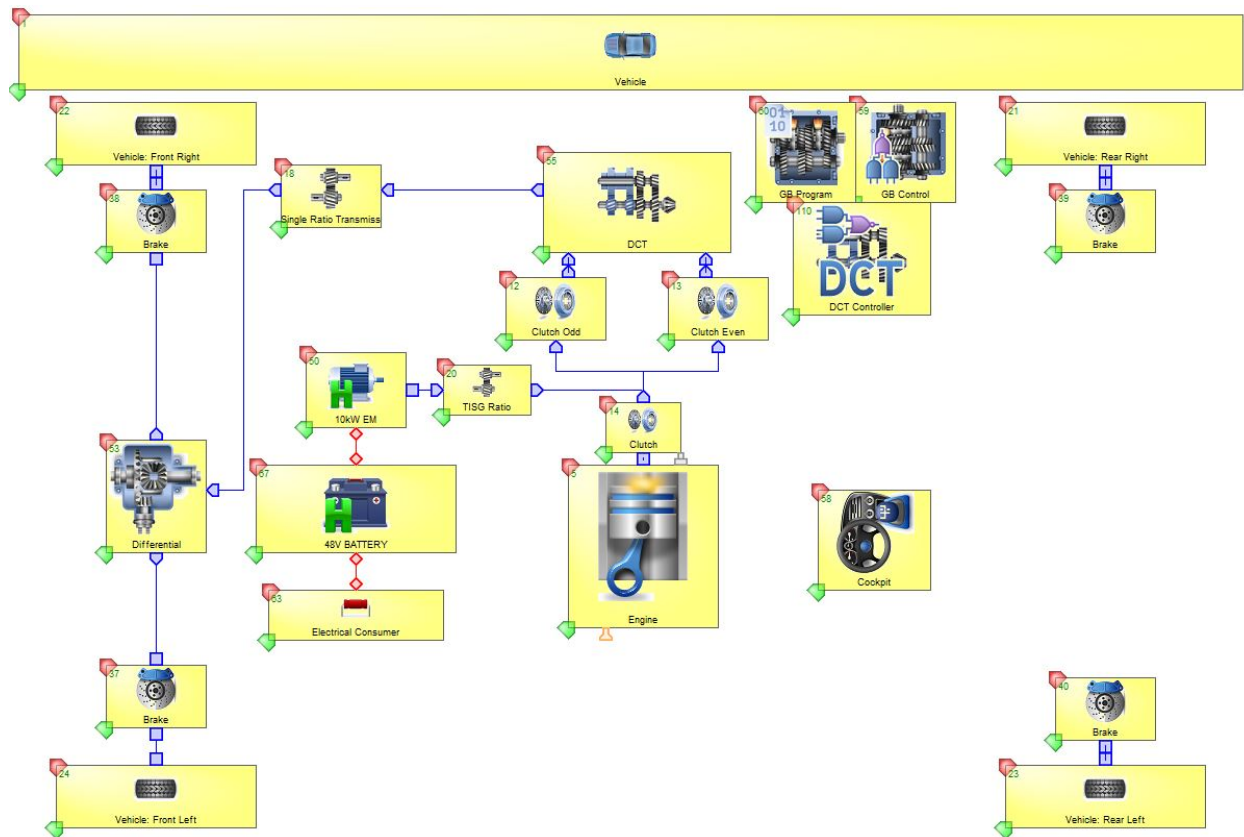 1
Vehicle
22
Vehicle: Front Right
18
Single Ratio Transmiss
55
DCT
60
01
10
GB Program
59
GB Control
21
Vehicle: Rear Right
38
Brake
110
DCT
DCT Controller
39
Brake
12
Clutch Odd
13
Clutch Even
50
10kW EM
20
TISG Ratio
14
Clutch
53
Differential
67
48V BATTERY
5
Engine
58
Cockpit
63
Electrical Consumer
37
Brake
40
Brake
24
Vehicle: Front Left
23
Vehicle: Rear Left